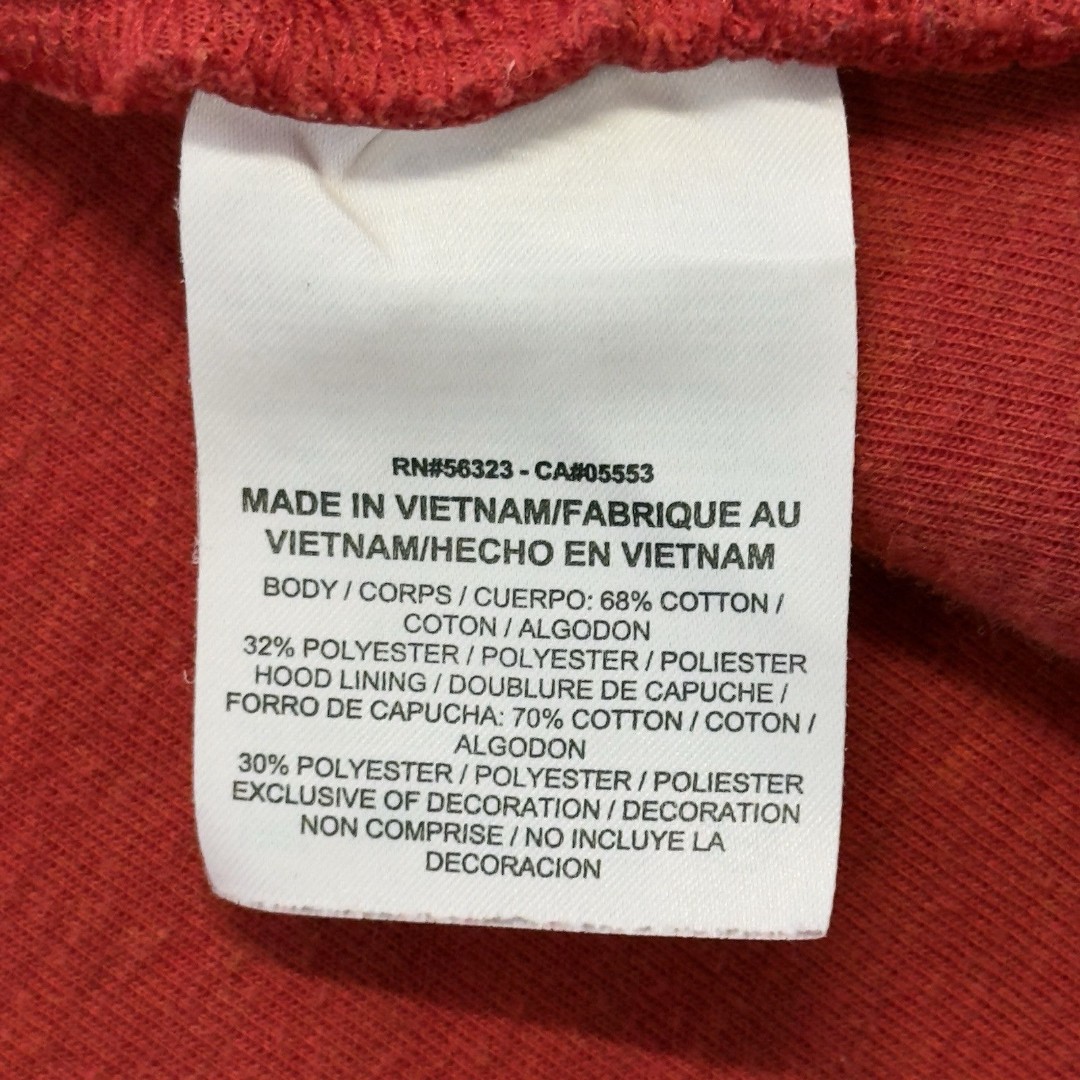 RN#56323 - CA#05553
MADE IN VIETNAM/FABRIQUE AU
VIETNAM/HECHO EN VIETNAM
BODY / CORPS / CUERPO: 68% COTTON /
COTON / ALGODON
32% POLYESTER / POLYESTER / POLIESTER
HOOD LINING / DOUBLURE DE CAPUCHE /
FORRO DE CAPUCHA: 70% COTTON / COTON /
ALGODON
30% POLYESTER / POLYESTER / POLIESTER
EXCLUSIVE OF DECORATION / DECORATION
NON COMPRISE / NO INCLUYE LA
DECORACION